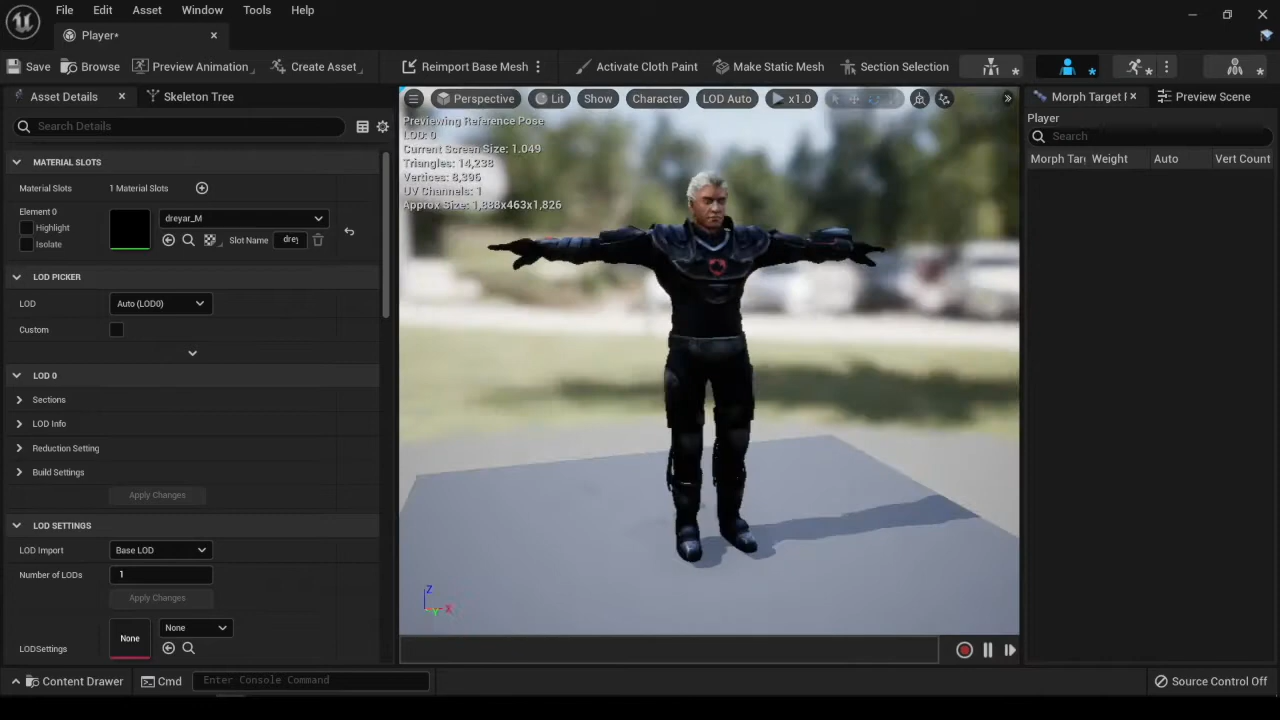 File Edit Asset Window Tools Help
Player*
Save Browse Preview Animation Create Asset Reimport Base Mesh Activate Cloth Paint Make Static Mesh Section Selection
Asset Details Skeleton Tree
Search Details
MATERIAL SLOTS
Material Slots 1 Material Slots
Element 0
Highlight
Isolate
dreyar_M
Slot Name drey
LOD PICKER
LOD Auto (LOD0)
Custom
LOD 0
Sections
LOD Info
Reduction Setting
Build Settings
Apply Changes
LOD SETTINGS
LOD Import Base LOD
Number of LODs 1
Apply Changes
LODSettings None None
Perspective Lit Show Character LOD Auto x1.0
Previewing Reference Pose
LOD: 0
Current Screen Size: 1,049
Triangles: 14,238
Vertices: 8,396
UV Channels: 1
Approx Size: 1,888x463x1,826
Z
Y X
Morph Target Preview Scene
Player
Search
Morph Tar Weight Auto Vert Count
Content Drawer Cmd Enter Console Command Source Control Off